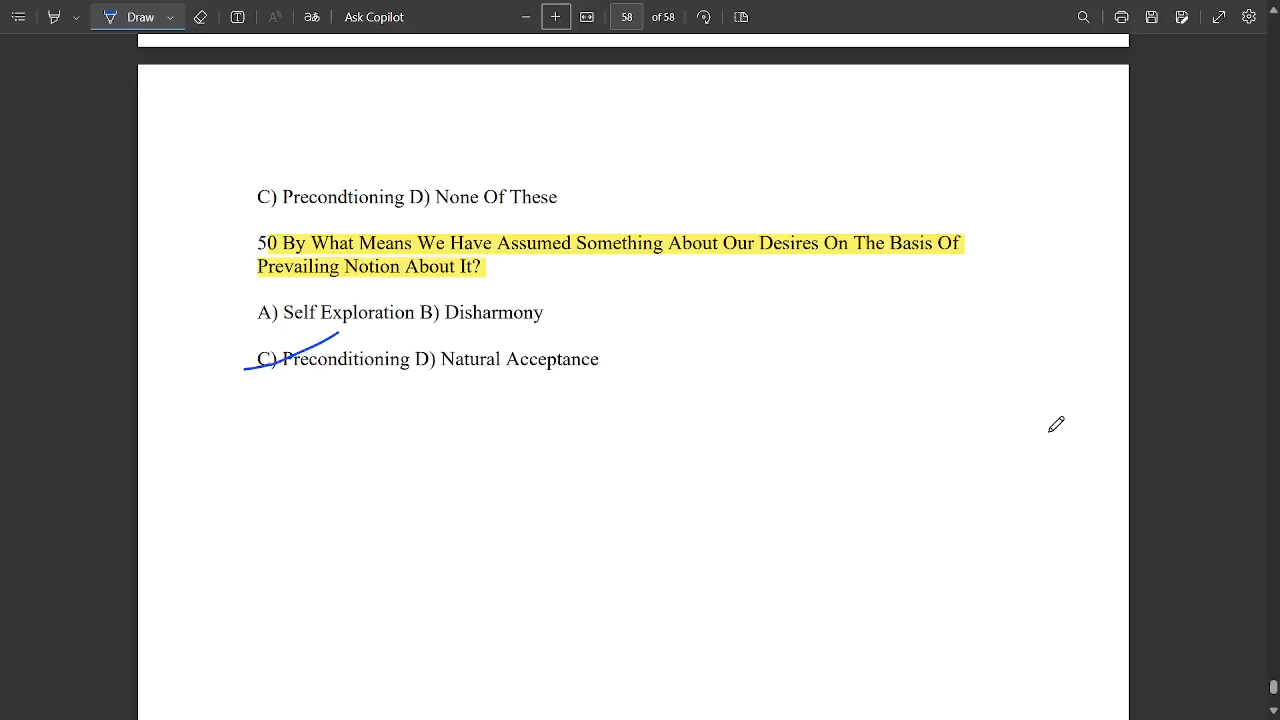 Draw
Ask Copilot
58 of 58
C) Precondtioning D) None Of These
50 By What Means We Have Assumed Something About Our Desires On The Basis Of
Prevailing Notion About It?
A) Self Exploration B) Disharmony
C) Preconditioning D) Natural Acceptance